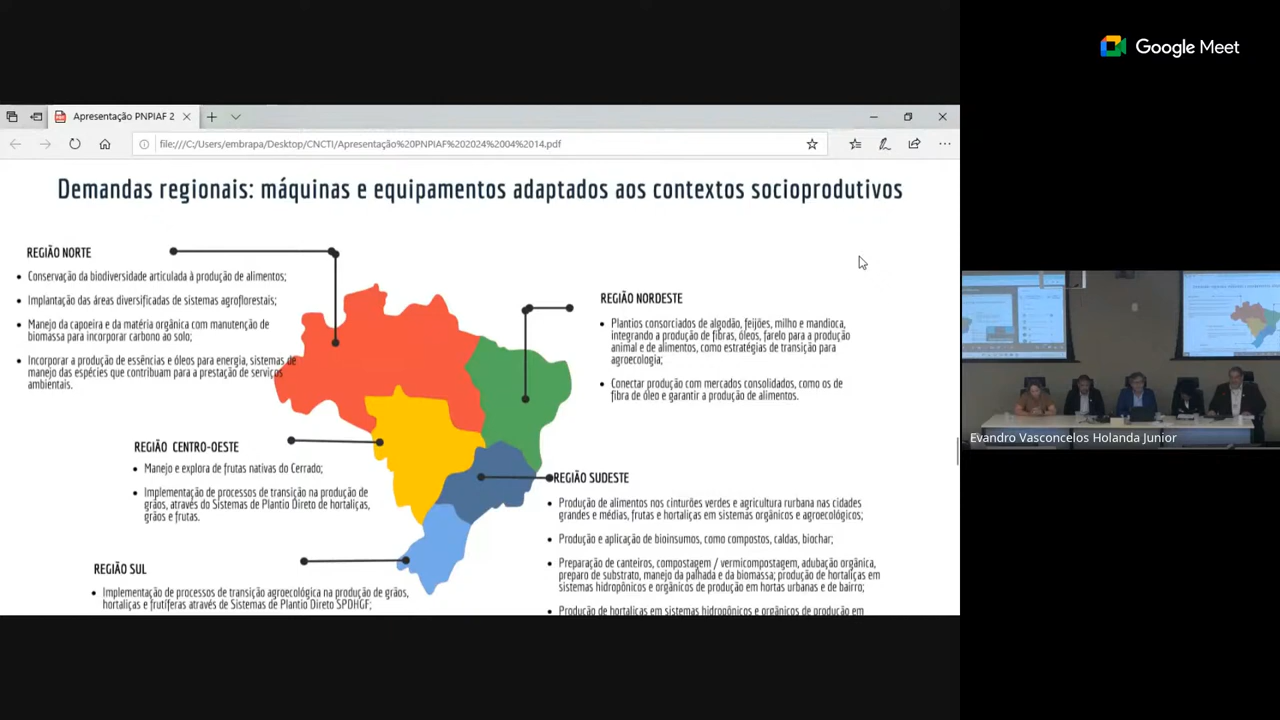 Google Meet
Apresentação PNPIAF 2
file:///C:/Users/embrapa/Desktop/CNCTI/Apresentação%20PNPIAF%202024%2004%2014.pdf
Demandas regionais: máquinas e equipamentos adaptados aos contextos socioprodutivos
REGIÃO NORTE
Conservação da biodiversidade articulada à produção de alimentos;
Implantação das áreas diversificadas de sistemas agroflorestais;
Manejo da capoeira e da matéria orgânica com manutenção de
biomassa para incorporar carbono ao solo;
Incorporar a produção de essências e óleos para energia, sistemas de
manejo das espécies que contribuam para a prestação de serviços
ambientais.
REGIÃO NORDESTE
Plantios consorciados de algodão, feijões, milho e mandioca,
integrando a produção de fibras, óleos, farelo para a produção
animal e de alimentos, como estratégias de transição para
agroecologia;
Conectar produção com mercados consolidados, como os de
fibra de óleo e garantir a produção de alimentos.
REGIÃO CENTRO-OESTE
Manejo e explora de frutas nativas do Cerrado;
Implementação de processos de transição na produção de
grãos, através do Sistemas de Plantio Direto de hortaliças,
grãos e frutas.
REGIÃO SUDESTE
Produção de alimentos nos cinturões verdes e agricultura rurbana nas cidades
grandes e médias, frutas e hortaliças em sistemas orgânicos e agroecológicos;
Produção e aplicação de bioinsumos, como compostos, caldas, biochar;
Preparação de canteiros, compostagem / vermicompostagem, adubação orgânica,
preparo de substrato, manejo da palhada e da biomassa; produção de hortaliças em
sistemas hidropônicos e orgânicos de produção em hortas urbanas e de bairro;
Produção de hortaliças em sistemas hidropônicos e orgânicos de produção em
REGIÃO SUL
Implementação de processos de transição agroecológica na produção de grãos,
hortaliças e frutíferas através de Sistemas de Plantio Direto SPDHGF;
Evandro Vasconcelos Holanda Junior